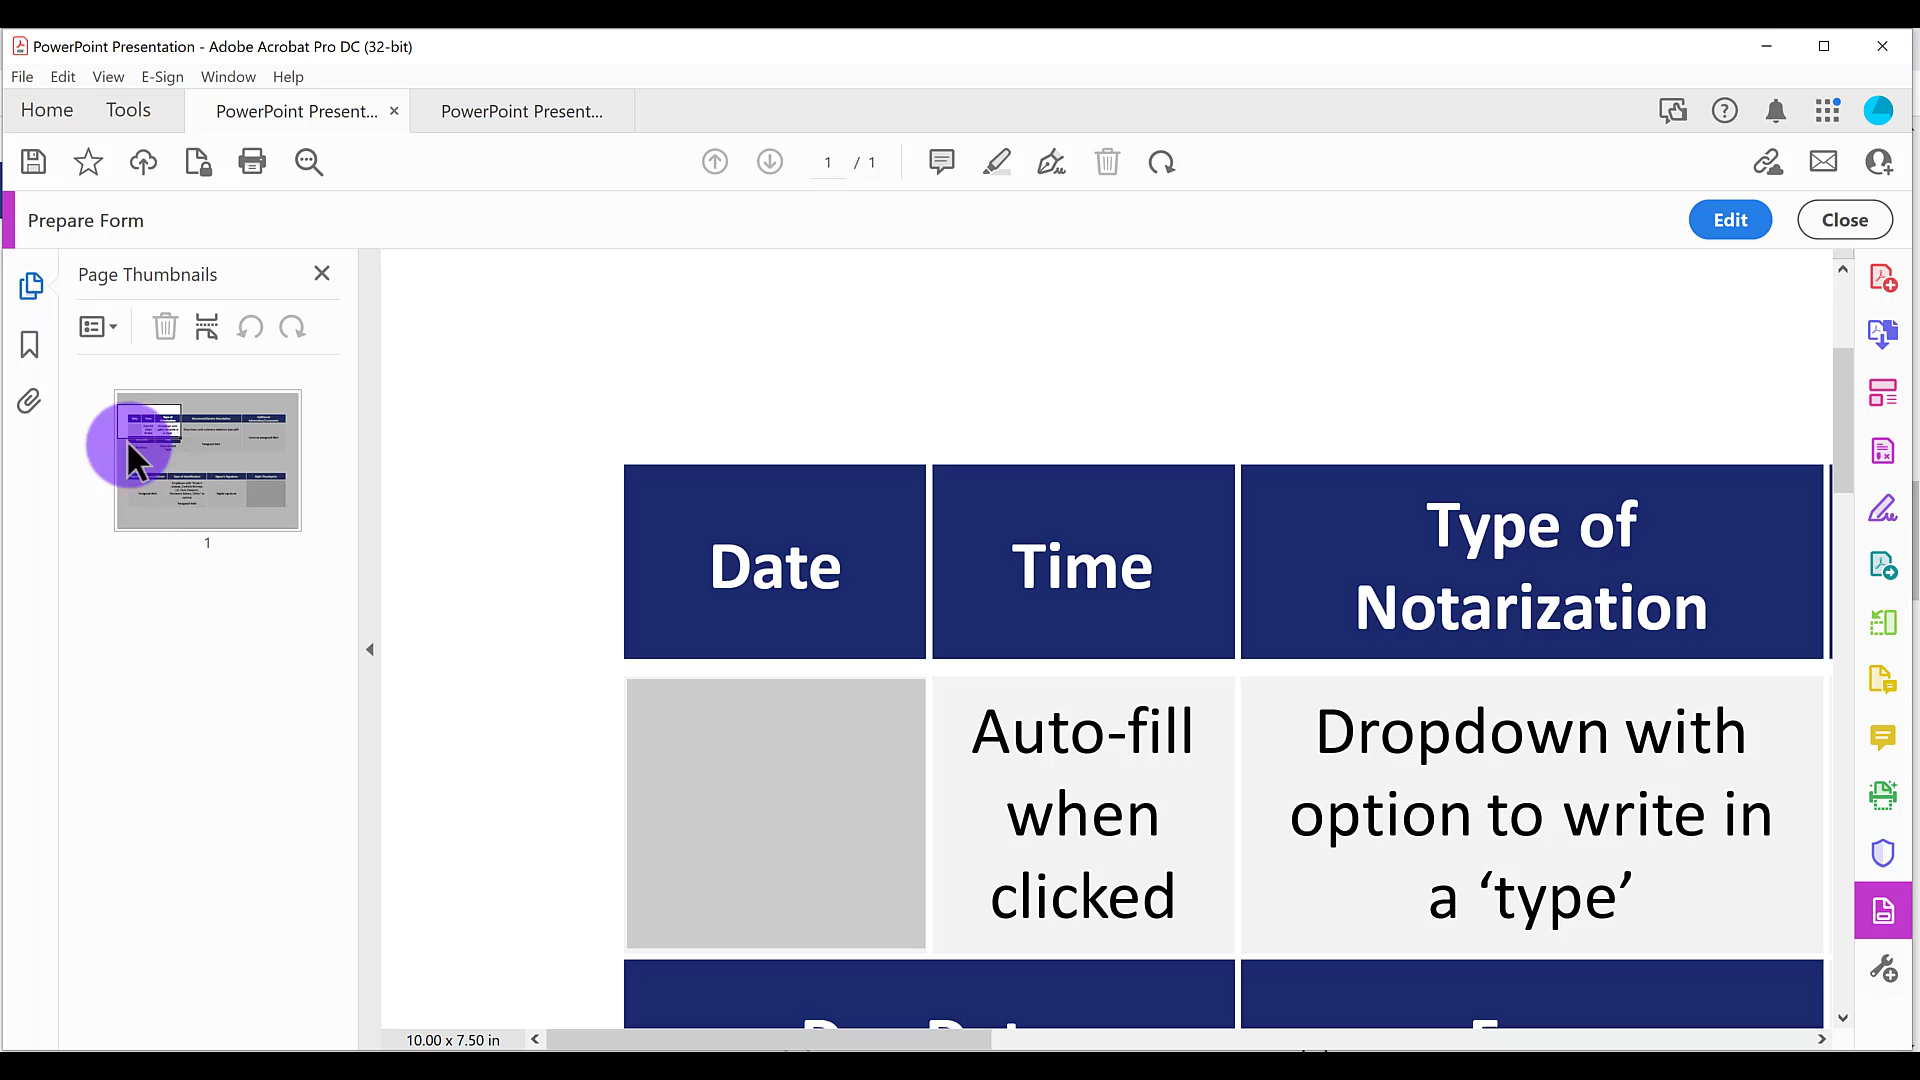 PowerPoint Presentation - Adobe Acrobat Pro DC (32-bit)
File Edit View E-Sign Window Help
Home Tools PowerPoint Present... PowerPoint Present...
1 / 1
Prepare Form Edit Close
Page Thumbnails
1
Date
Time
Type of
Notarization
Auto-fill
when
clicked
Dropdown with
option to write in
a ‘type’
10.00 x 7.50 in